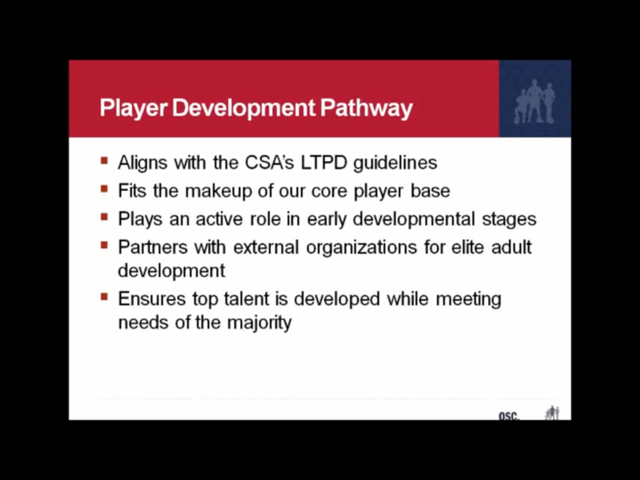 Player Development Pathway
Aligns with the CSA's LTPD guidelines
Fits the makeup of our core player base
Plays an active role in early developmental stages
Partners with external organizations for elite adult
development
Ensures top talent is developed while meeting
needs of the majority
osc.